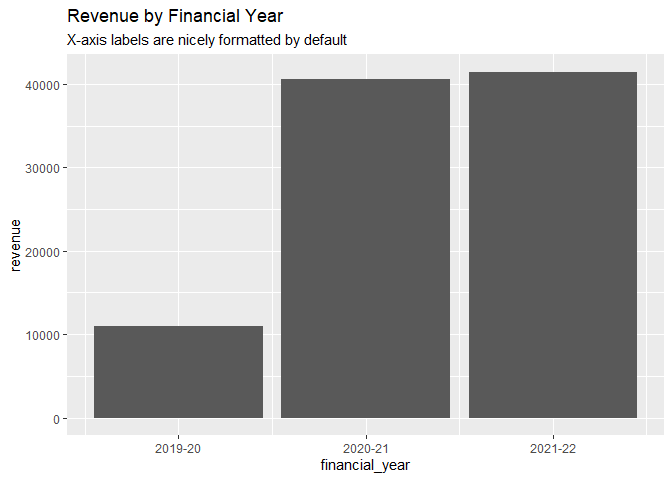 Revenue by Financial Year
X-axis labels are nicely formatted by default
40000
30000
20000
10000
0
revenue
2019-20 2020-21 2021-22
financial_year